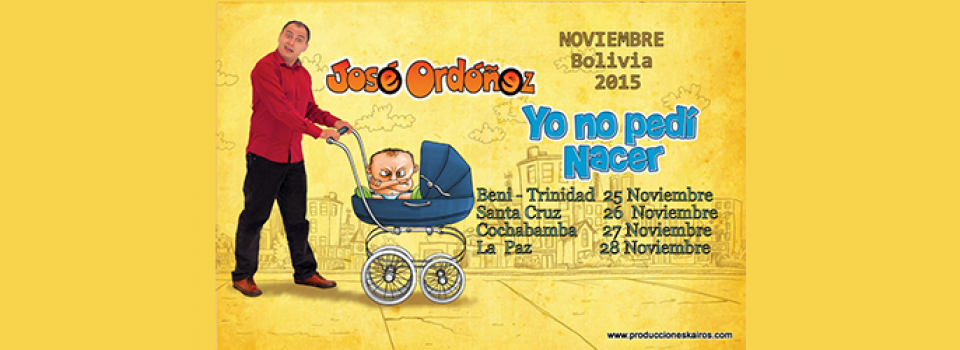 NOVIEMBRE
Bolivia
2015
José Ordóñez
Yo no pedí
Nacer
Beni - Trinidad 25 Noviembre
Santa Cruz 26 Noviembre
Cochabamba 27 Noviembre
La Paz 28 Noviembre
www.produccioneskairos.com